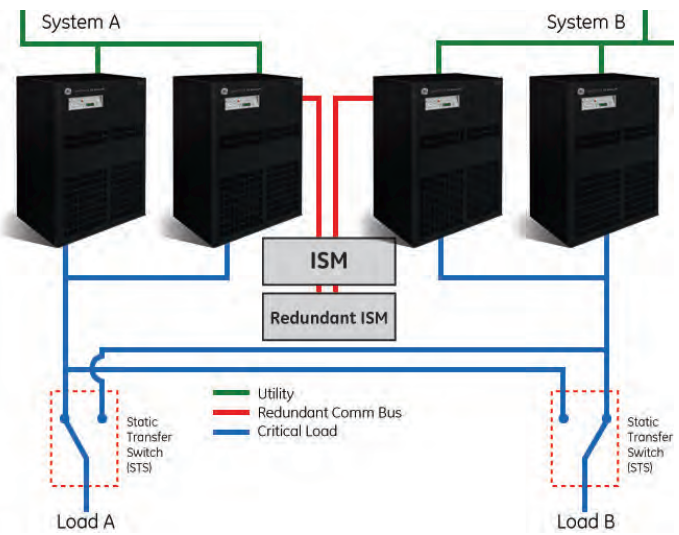 System A
System B
ISM
Redundant ISM
Utility
Redundant Comm Bus
Critical Load
Static
Transfer
Switch
(STS)
Static
Transfer
Switch
(STS)
Load A
Load B